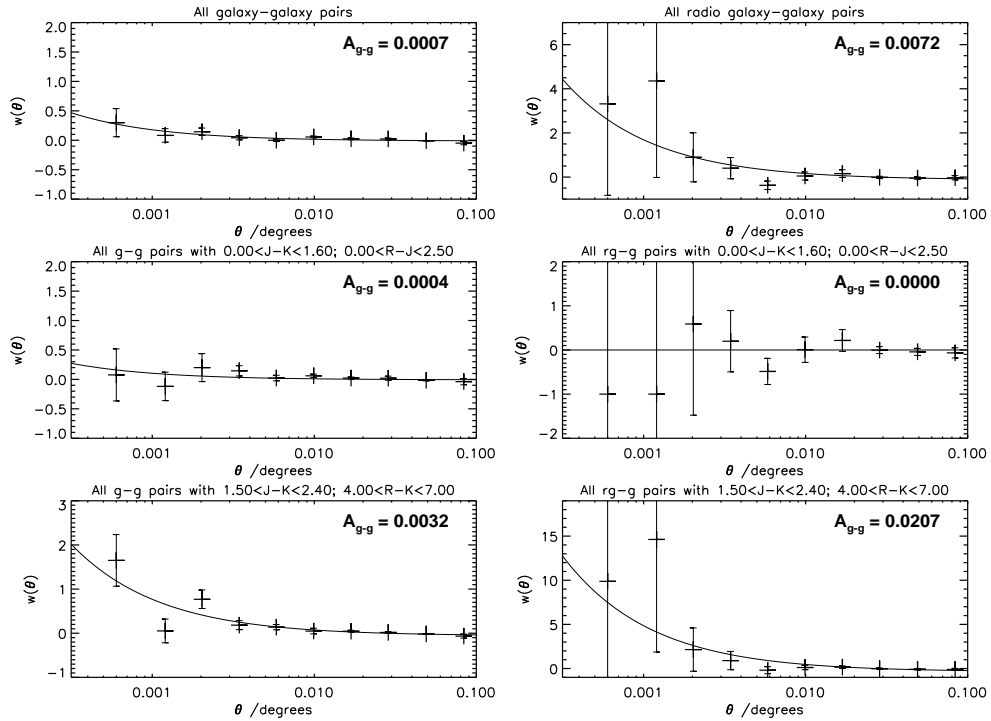 All galaxy-galaxy pairs
A_g-g = 0.0007
2.0
1.5
1.0
0.5
0.0
-0.5
-1.0
w(θ)
0.001
0.010
0.100
θ /degrees
All radio galaxy-galaxy pairs
A_g-g = 0.0072
6
4
2
0
w(θ)
0.001
0.010
0.100
θ /degrees
All g-g pairs with 0.00<J-K<1.60; 0.00<R-J<2.50
A_g-g = 0.0004
2.0
1.5
1.0
0.5
0.0
-0.5
-1.0
w(θ)
0.001
0.010
0.100
θ /degrees
All rg-g pairs with 0.00<J-K<1.60; 0.00<R-J<2.50
A_g-g = 0.0000
2
1
0
-1
-2
w(θ)
0.001
0.010
0.100
θ /degrees
All g-g pairs with 1.50<J-K<2.40; 4.00<R-K<7.00
A_g-g = 0.0032
3
2
1
0
-1
w(θ)
0.001
0.010
0.100
θ /degrees
All rg-g pairs with 1.50<J-K<2.40; 4.00<R-K<7.00
A_g-g = 0.0207
15
10
5
0
w(θ)
0.001
0.010
0.100
θ /degrees